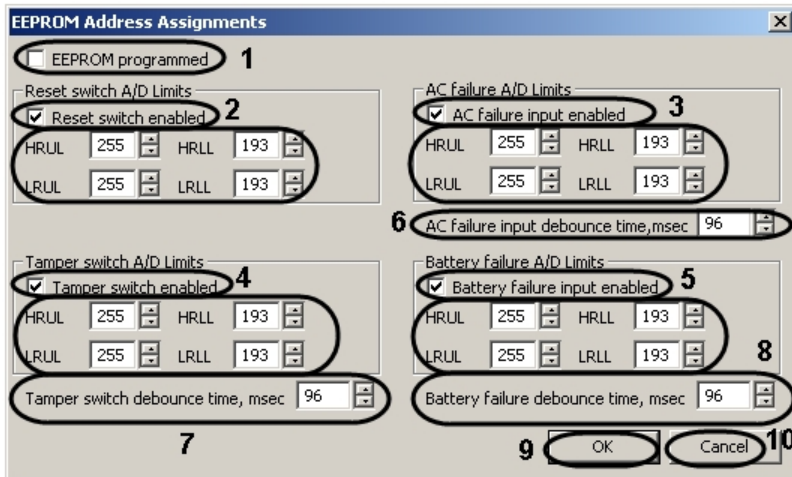 EEPROM Address Assignments
EEPROM programmed 1
Reset switch A/D Limits
Reset switch enabled 2
HRUL 255 HRLL 193
LRUL 255 LRLL 193
AC failure A/D Limits
AC failure input enabled 3
HRUL 255 HRLL 193
LRUL 255 LRLL 193
6 AC failure input debounce time,msec 96
Tamper switch A/D Limits
Tamper switch enabled 4
HRUL 255 HRLL 193
LRUL 255 LRLL 193
Tamper switch debounce time, msec 96
7
Battery failure A/D Limits
Battery failure input enabled 5
HRUL 255 HRLL 193
LRUL 255 LRLL 193
8
Battery failure debounce time, msec 96
9 OK Cancel 10